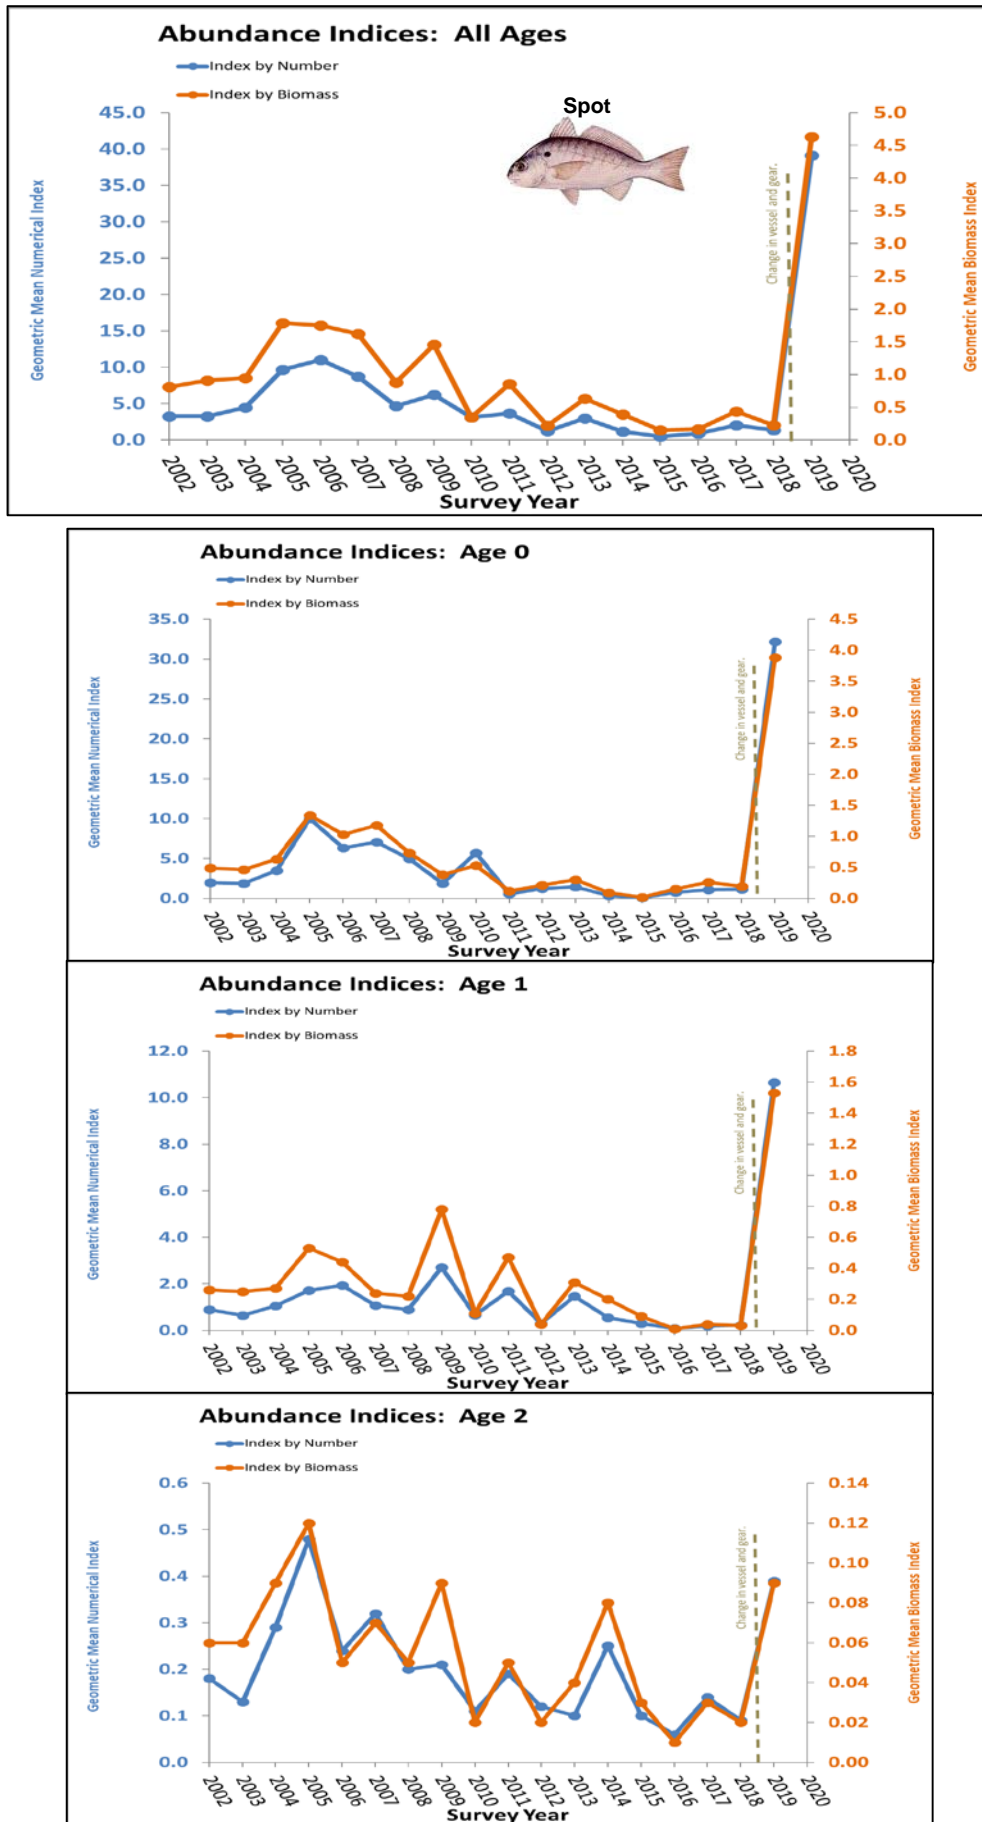 Abundance Indices: All Ages
Index by Number
Index by Biomass
Spot
45.0
40.0
35.0
30.0
25.0
20.0
15.0
10.0
5.0
0.0
Geometric Mean Numerical Index
5.0
4.5
4.0
3.5
3.0
2.5
2.0
1.5
1.0
0.5
0.0
Geometric Mean Biomass Index
Change in vessel and gear.
2002 2003 2004 2005 2006 2007 2008 2009 2010 2011 2012 2013 2014 2015 2016 2017 2018 2019 2020
Survey Year
Abundance Indices: Age 0
Index by Number
Index by Biomass
35.0
30.0
25.0
20.0
15.0
10.0
5.0
0.0
Geometric Mean Numerical Index
4.5
4.0
3.5
3.0
2.5
2.0
1.5
1.0
0.5
0.0
Geometric Mean Biomass Index
Change in vessel and gear.
2002 2003 2004 2005 2006 2007 2008 2009 2010 2011 2012 2013 2014 2015 2016 2017 2018 2019 2020
Survey Year
Abundance Indices: Age 1
Index by Number
Index by Biomass
12.0
10.0
8.0
6.0
4.0
2.0
0.0
Geometric Mean Numerical Index
1.8
1.6
1.4
1.2
1.0
0.8
0.6
0.4
0.2
0.0
Geometric Mean Biomass Index
Change in vessel and gear.
2002 2003 2004 2005 2006 2007 2008 2009 2010 2011 2012 2013 2014 2015 2016 2017 2018 2019 2020
Survey Year
Abundance Indices: Age 2
Index by Number
Index by Biomass
0.6
0.5
0.4
0.3
0.2
0.1
0.0
Geometric Mean Numerical Index
0.14
0.12
0.10
0.08
0.06
0.04
0.02
0.00
Geometric Mean Biomass Index
Change in vessel and gear.
2002 2003 2004 2005 2006 2007 2008 2009 2010 2011 2012 2013 2014 2015 2016 2017 2018 2019 2020
Survey Year